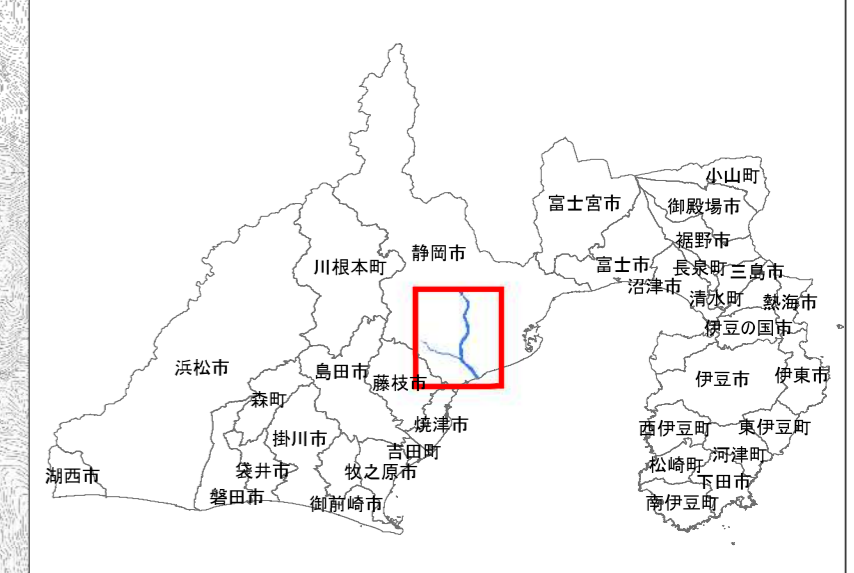 小山町
富士宮市
御殿場市
裾野市
静岡市
川根本町
富士市
長泉町
三島市
沼津市
清水町
熱海市
伊豆の国市
浜松市
島田市
藤枝市
伊豆市
伊東市
森町
焼津市
西伊豆町
東伊豆町
掛川市
吉田町
河津町
湖西市
袋井市
牧之原市
松崎町
下田市
磐田市
御前崎市
南伊豆町